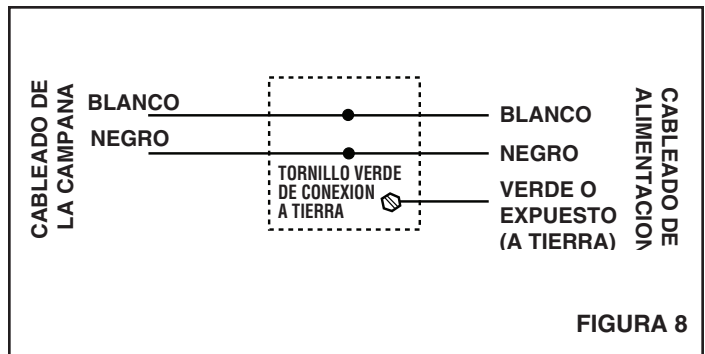 CABLEADO DE
LA CAMPANA
BLANCO
NEGRO
TORNILLO VERDE
DE CONEXION
A TIERRA
BLANCO
NEGRO
VERDE O
EXPUESTO
(A TIERRA)
CABLEADO DE
ALIMENTACION
FIGURA 8